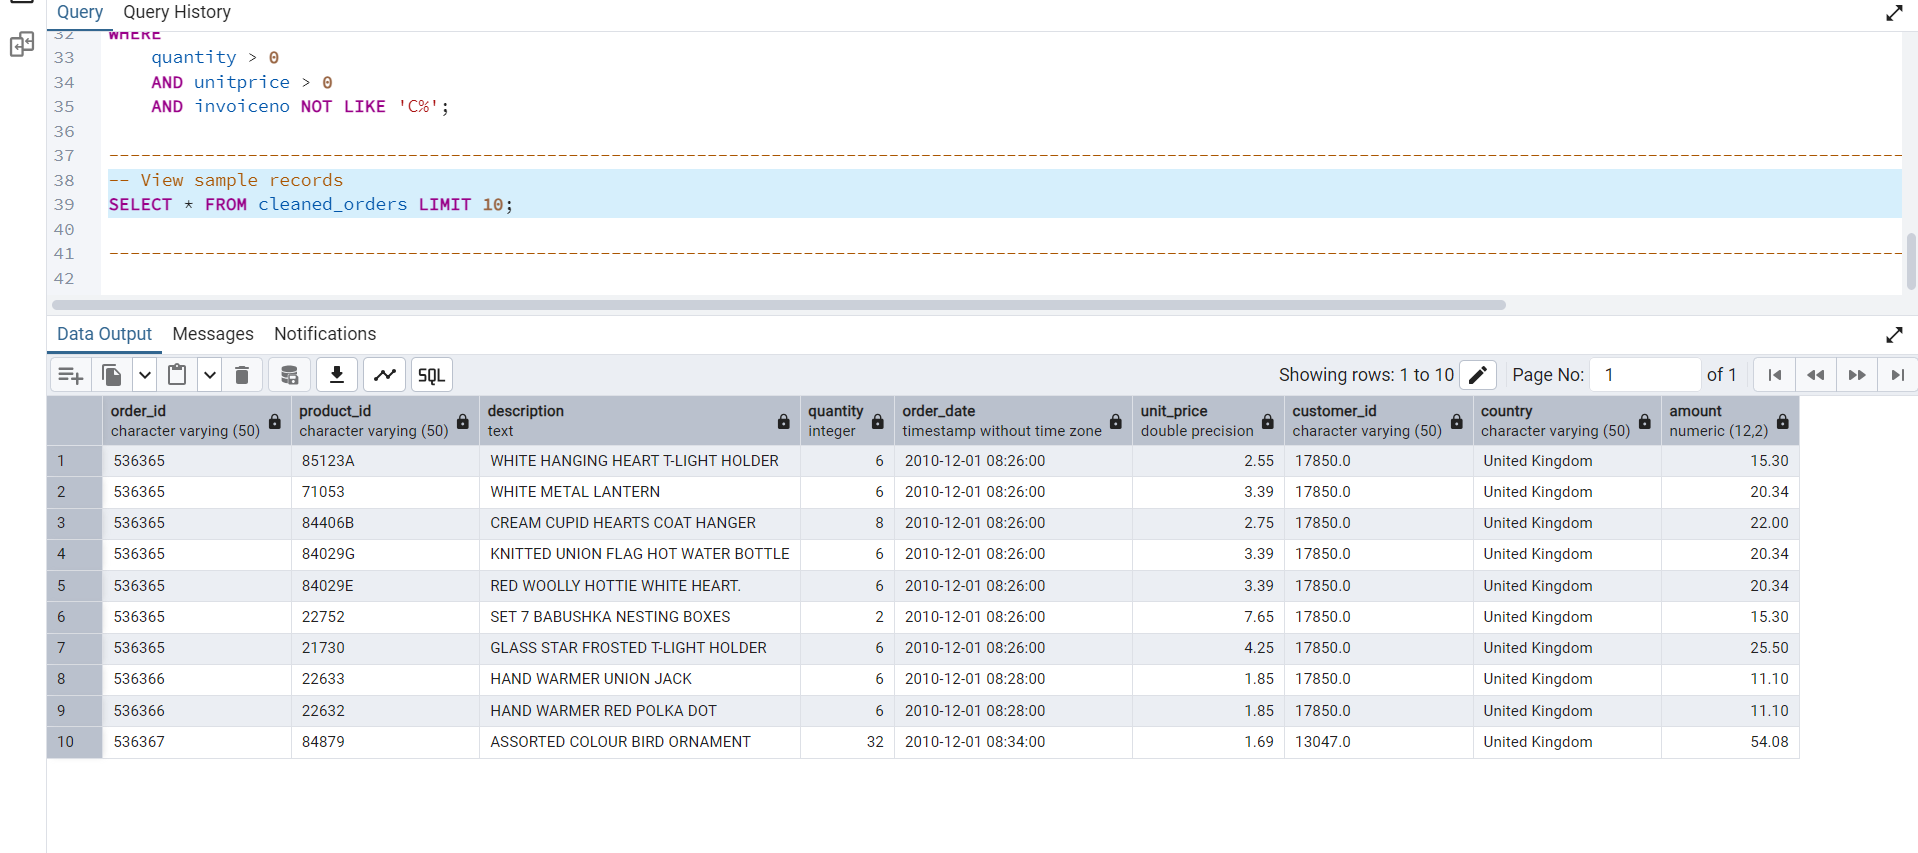 Query Query History
32 WHERE
33 quantity > 0
34 AND unitprice > 0
35 AND invoiceno NOT LIKE 'C%';
36
37 --------------------------------------------------------------------------------
38 -- View sample records
39 SELECT * FROM cleaned_orders LIMIT 10;
40
41 --------------------------------------------------------------------------------
42
Data Output Messages Notifications
SQL Showing rows: 1 to 10 Page No: 1 of 1
order_id product_id description quantity order_date unit_price customer_id country amount
character varying (50) character varying (50) text integer timestamp without time zone double precision character varying (50) character varying (50) numeric (12,2)
1 536365 85123A WHITE HANGING HEART T-LIGHT HOLDER 6 2010-12-01 08:26:00 2.55 17850.0 United Kingdom 15.30
2 536365 71053 WHITE METAL LANTERN 6 2010-12-01 08:26:00 3.39 17850.0 United Kingdom 20.34
3 536365 84406B CREAM CUPID HEARTS COAT HANGER 8 2010-12-01 08:26:00 2.75 17850.0 United Kingdom 22.00
4 536365 84029G KNITTED UNION FLAG HOT WATER BOTTLE 6 2010-12-01 08:26:00 3.39 17850.0 United Kingdom 20.34
5 536365 84029E RED WOOLLY HOTTIE WHITE HEART. 6 2010-12-01 08:26:00 3.39 17850.0 United Kingdom 20.34
6 536365 22752 SET 7 BABUSHKA NESTING BOXES 2 2010-12-01 08:26:00 7.65 17850.0 United Kingdom 15.30
7 536365 21730 GLASS STAR FROSTED T-LIGHT HOLDER 6 2010-12-01 08:26:00 4.25 17850.0 United Kingdom 25.50
8 536366 22633 HAND WARMER UNION JACK 6 2010-12-01 08:28:00 1.85 17850.0 United Kingdom 11.10
9 536366 22632 HAND WARMER RED POLKA DOT 6 2010-12-01 08:28:00 1.85 17850.0 United Kingdom 11.10
10 536367 84879 ASSORTED COLOUR BIRD ORNAMENT 32 2010-12-01 08:34:00 1.69 13047.0 United Kingdom 54.08